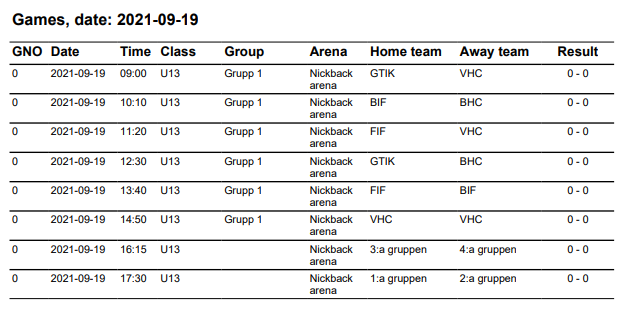 Games, date: 2021-09-19
GNO Date Time Class Group Arena Home team Away team Result
0 2021-09-19 09:00 U13 Grupp 1 Nickback arena GTIK VHC 0 - 0
0 2021-09-19 10:10 U13 Grupp 1 Nickback arena BIF BHC 0 - 0
0 2021-09-19 11:20 U13 Grupp 1 Nickback arena FIF VHC 0 - 0
0 2021-09-19 12:30 U13 Grupp 1 Nickback arena GTIK BHC 0 - 0
0 2021-09-19 13:40 U13 Grupp 1 Nickback arena FIF BIF 0 - 0
0 2021-09-19 14:50 U13 Grupp 1 Nickback arena VHC VHC 0 - 0
0 2021-09-19 16:15 U13 Nickback arena 3:a gruppen 4:a gruppen 0 - 0
0 2021-09-19 17:30 U13 Nickback arena 1:a gruppen 2:a gruppen 0 - 0